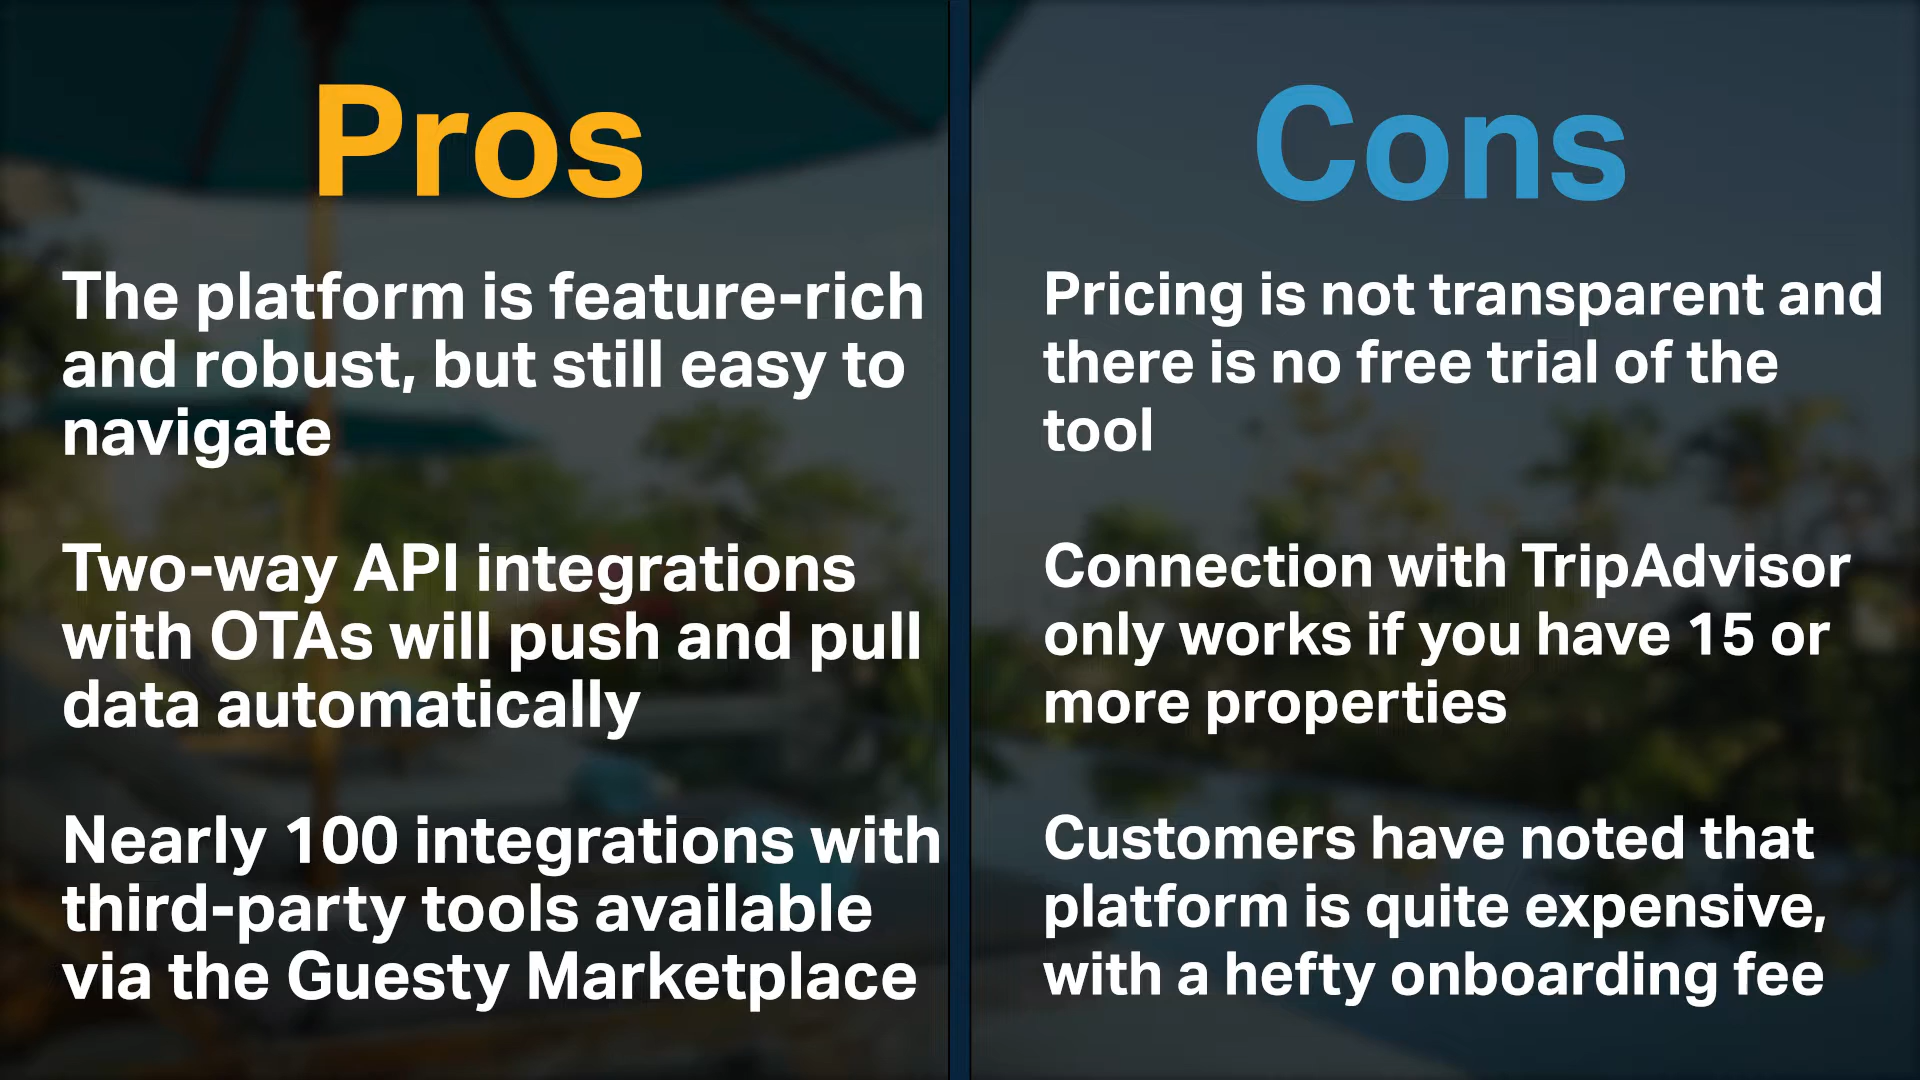 Pros
The platform is feature-rich
and robust, but still easy to
navigate
Two-way API integrations
with OTAs will push and pull
data automatically
Nearly 100 integrations with
third-party tools available
via the Guesty Marketplace
Cons
Pricing is not transparent and
there is no free trial of the
tool
Connection with TripAdvisor
only works if you have 15 or
more properties
Customers have noted that
platform is quite expensive,
with a hefty onboarding fee